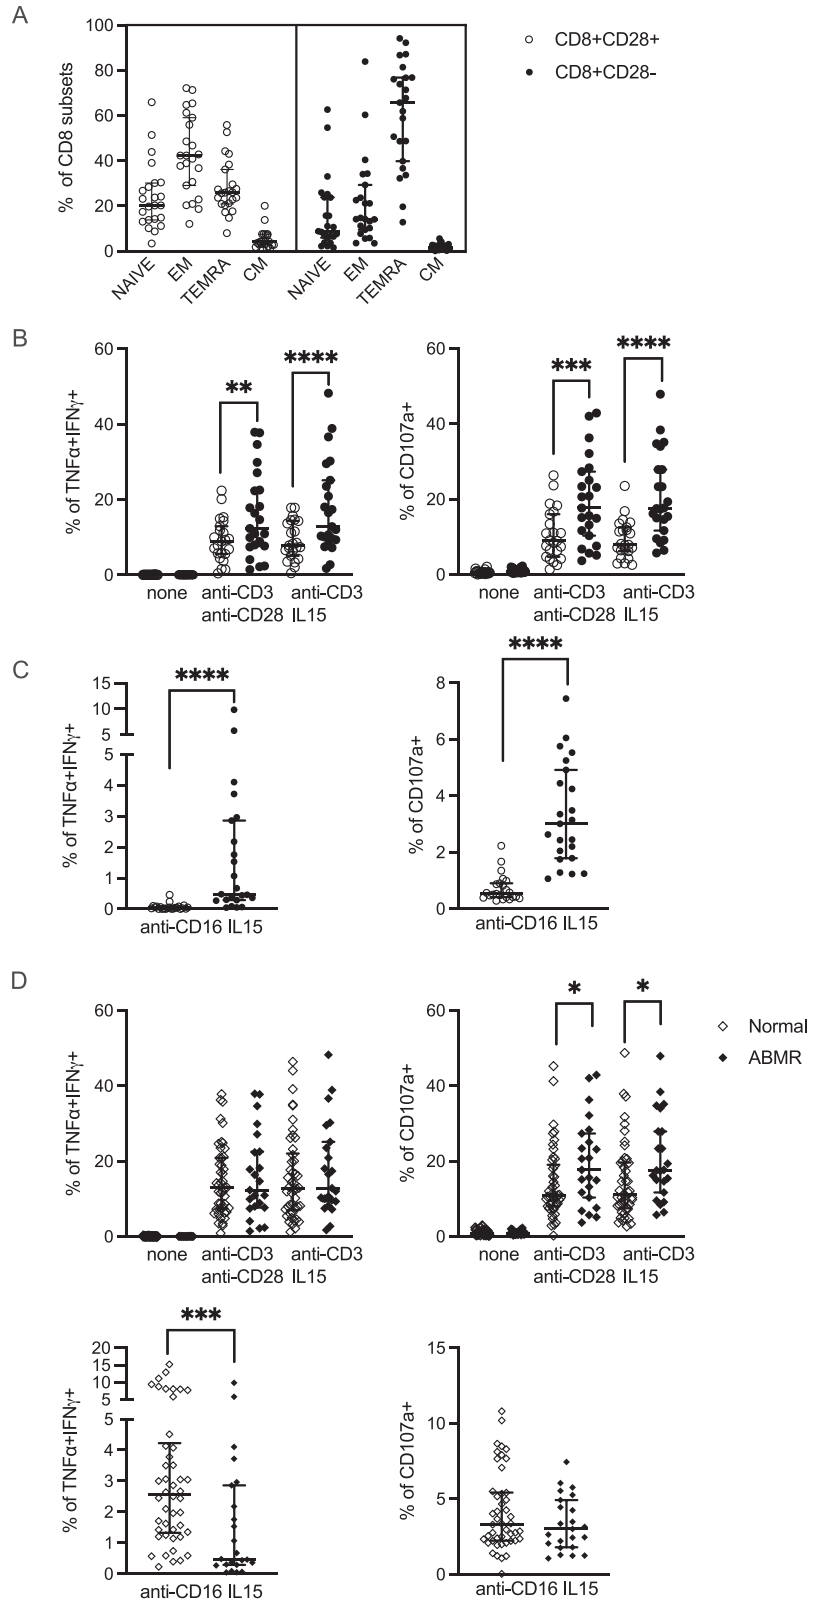 A
% of CD8 subsets
100
80
60
40
20
0
NAIVE
EM
TEMRA
CM
NAIVE
EM
TEMRA
CM
CD8+CD28+
CD8+CD28-
B
% of TNFα+IFNγ+
60
40
20
0
**
****
none
anti-CD3
anti-CD3
anti-CD28 IL15
% of CD107a+
60
40
20
0
***
****
none
anti-CD3
anti-CD3
anti-CD28 IL15
C
% of TNFα+IFNγ+
15
10
5
5
4
3
2
1
0
****
anti-CD16 IL15
% of CD107a+
8
6
4
2
0
****
anti-CD16 IL15
D
% of TNFα+IFNγ+
60
40
20
0
none
anti-CD3
anti-CD3
anti-CD28 IL15
% of CD107a+
60
40
20
0
*
*
none
anti-CD3
anti-CD3
anti-CD28 IL15
Normal
ABMR
% of TNFα+IFNγ+
20
15
10
5
5
4
3
2
1
0
***
anti-CD16 IL15
% of CD107a+
15
10
5
0
anti-CD16 IL15